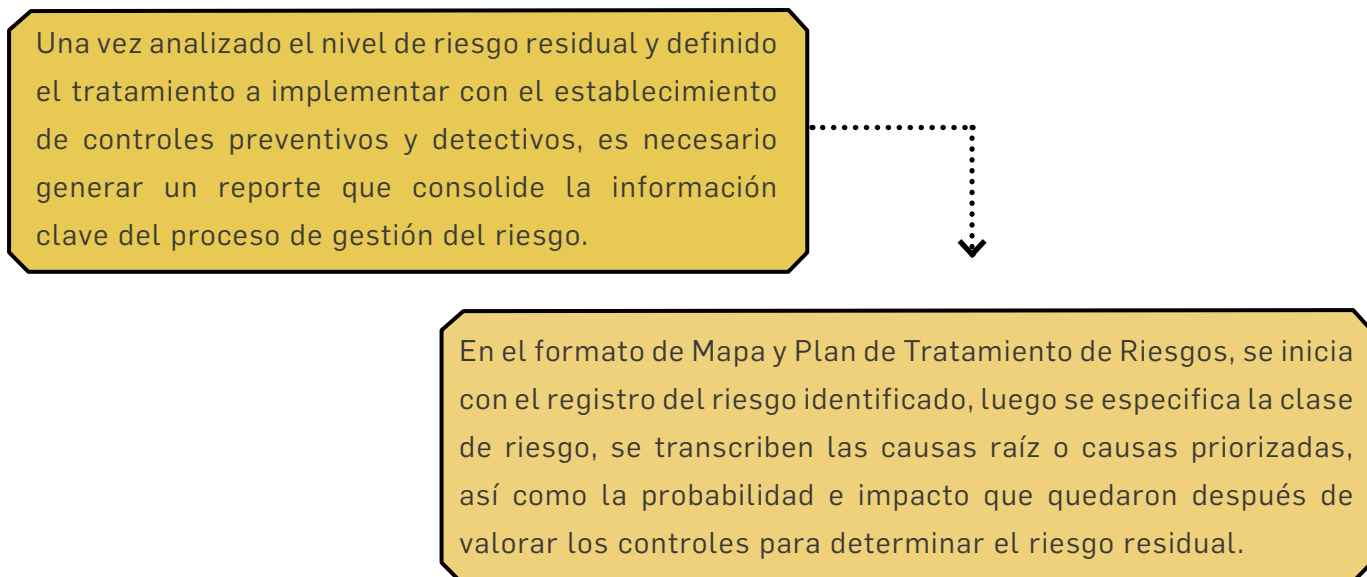 Una vez analizado el nivel de riesgo residual y definido
el tratamiento a implementar con el establecimiento
de controles preventivos y detectivos, es necesario
generar un reporte que consolide la información
clave del proceso de gestión del riesgo.
En el formato de Mapa y Plan de Tratamiento de Riesgos, se inicia
con el registro del riesgo identificado, luego se especifica la clase
de riesgo, se transcriben las causas raíz o causas priorizadas,
así como la probabilidad e impacto que quedaron después de
valorar los controles para determinar el riesgo residual.